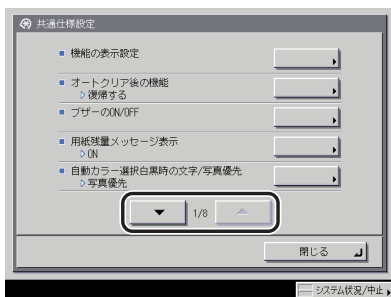 共通仕様設定
機能の表示設定
オートクリア後の機能
復帰する
ブザーのON/OFF
用紙残量メッセージ表示
ON
自動カラー選択白黒時の文字/写真優先
写真優先
1/8
閉じる
システム状況/中止